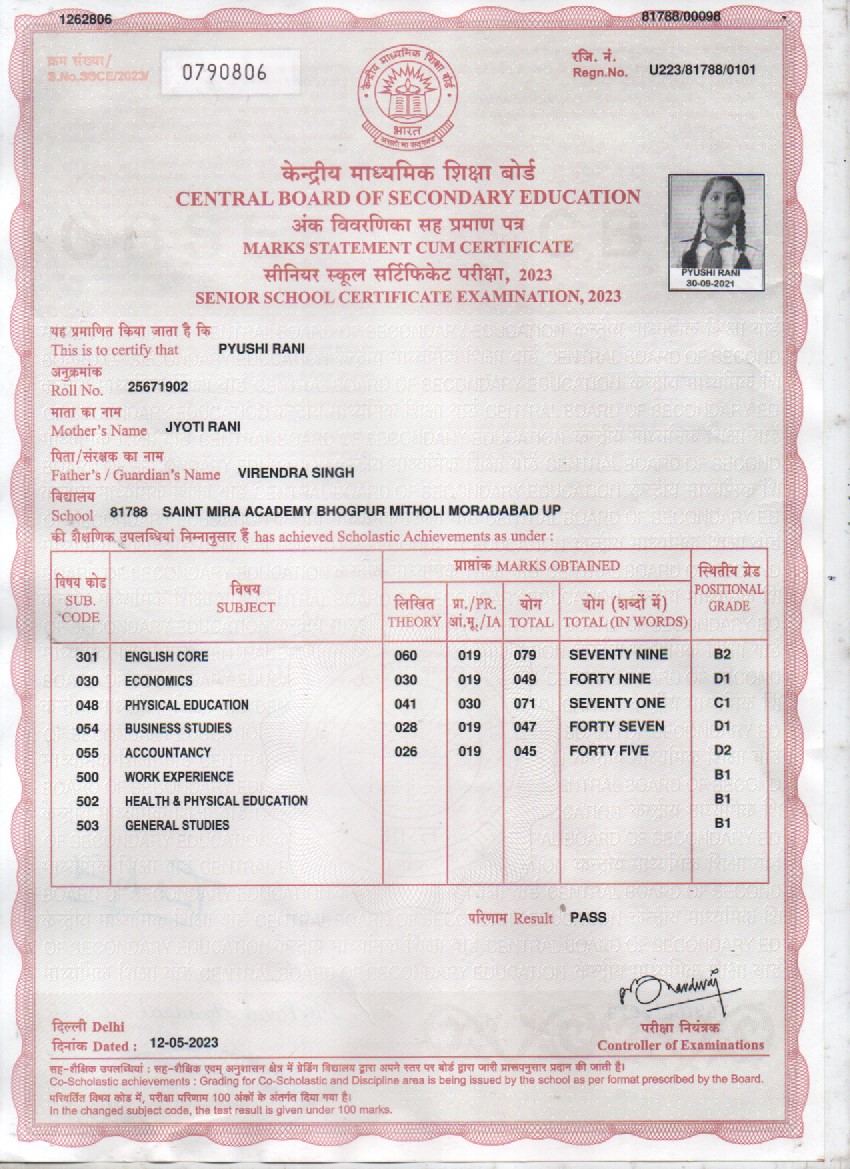 1262806
81788/00098
क्रम संख्या/
S.No.SSCE/2023/
0790806
रजि. नं.
Regn.No. U223/81788/0101
केन्द्रीय माध्यमिक शिक्षा बोर्ड
भारत
असतो मा सद्गमय
केन्द्रीय माध्यमिक शिक्षा बोर्ड
CENTRAL BOARD OF SECONDARY EDUCATION
अंक विवरणिका सह प्रमाण पत्र
MARKS STATEMENT CUM CERTIFICATE
सीनियर स्कूल सर्टिफिकेट परीक्षा, 2023
SENIOR SCHOOL CERTIFICATE EXAMINATION, 2023
PYUSHI RANI
30-09-2021
यह प्रमाणित किया जाता है कि
This is to certify that PYUSHI RANI
अनुक्रमांक
Roll No. 25671902
माता का नाम
Mother's Name JYOTI RANI
पिता/संरक्षक का नाम
Father's / Guardian's Name VIRENDRA SINGH
विद्यालय
School 81788 SAINT MIRA ACADEMY BHOGPUR MITHOLI MORADABAD UP
की शैक्षणिक उपलब्धियां निम्नानुसार हैं has achieved Scholastic Achievements as under :
विषय कोड
SUB.
CODE
विषय
SUBJECT
प्राप्तांक MARKS OBTAINED
लिखित
THEORY
प्रा./PR.
आं.मू./IA
योग
TOTAL
योग (शब्दों में)
TOTAL (IN WORDS)
स्थितीय ग्रेड
POSITIONAL
GRADE
301 ENGLISH CORE 060 019 079 SEVENTY NINE B2
030 ECONOMICS 030 019 049 FORTY NINE D1
048 PHYSICAL EDUCATION 041 030 071 SEVENTY ONE C1
054 BUSINESS STUDIES 028 019 047 FORTY SEVEN D1
055 ACCOUNTANCY 026 019 045 FORTY FIVE D2
500 WORK EXPERIENCE B1
502 HEALTH & PHYSICAL EDUCATION B1
503 GENERAL STUDIES B1
परिणाम Result PASS
दिल्ली Delhi
दिनांक Dated : 12-05-2023
परीक्षा नियंत्रक
Controller of Examinations
सह-शैक्षिक उपलब्धियां : सह-शैक्षिक एवम् अनुशासन क्षेत्र में ग्रेडिंग विद्यालय द्वारा अपने स्तर पर बोर्ड द्वारा जारी प्रारूपनुसार प्रदान की जाती है।
Co-Scholastic achievements : Grading for Co-Scholastic and Discipline area is being issued by the school as per format prescribed by the Board.
परिवर्तित विषय कोड में, परीक्षा परिणाम 100 अंकों के अंतर्गत दिया गया है।
In the changed subject code, the test result is given under 100 marks.